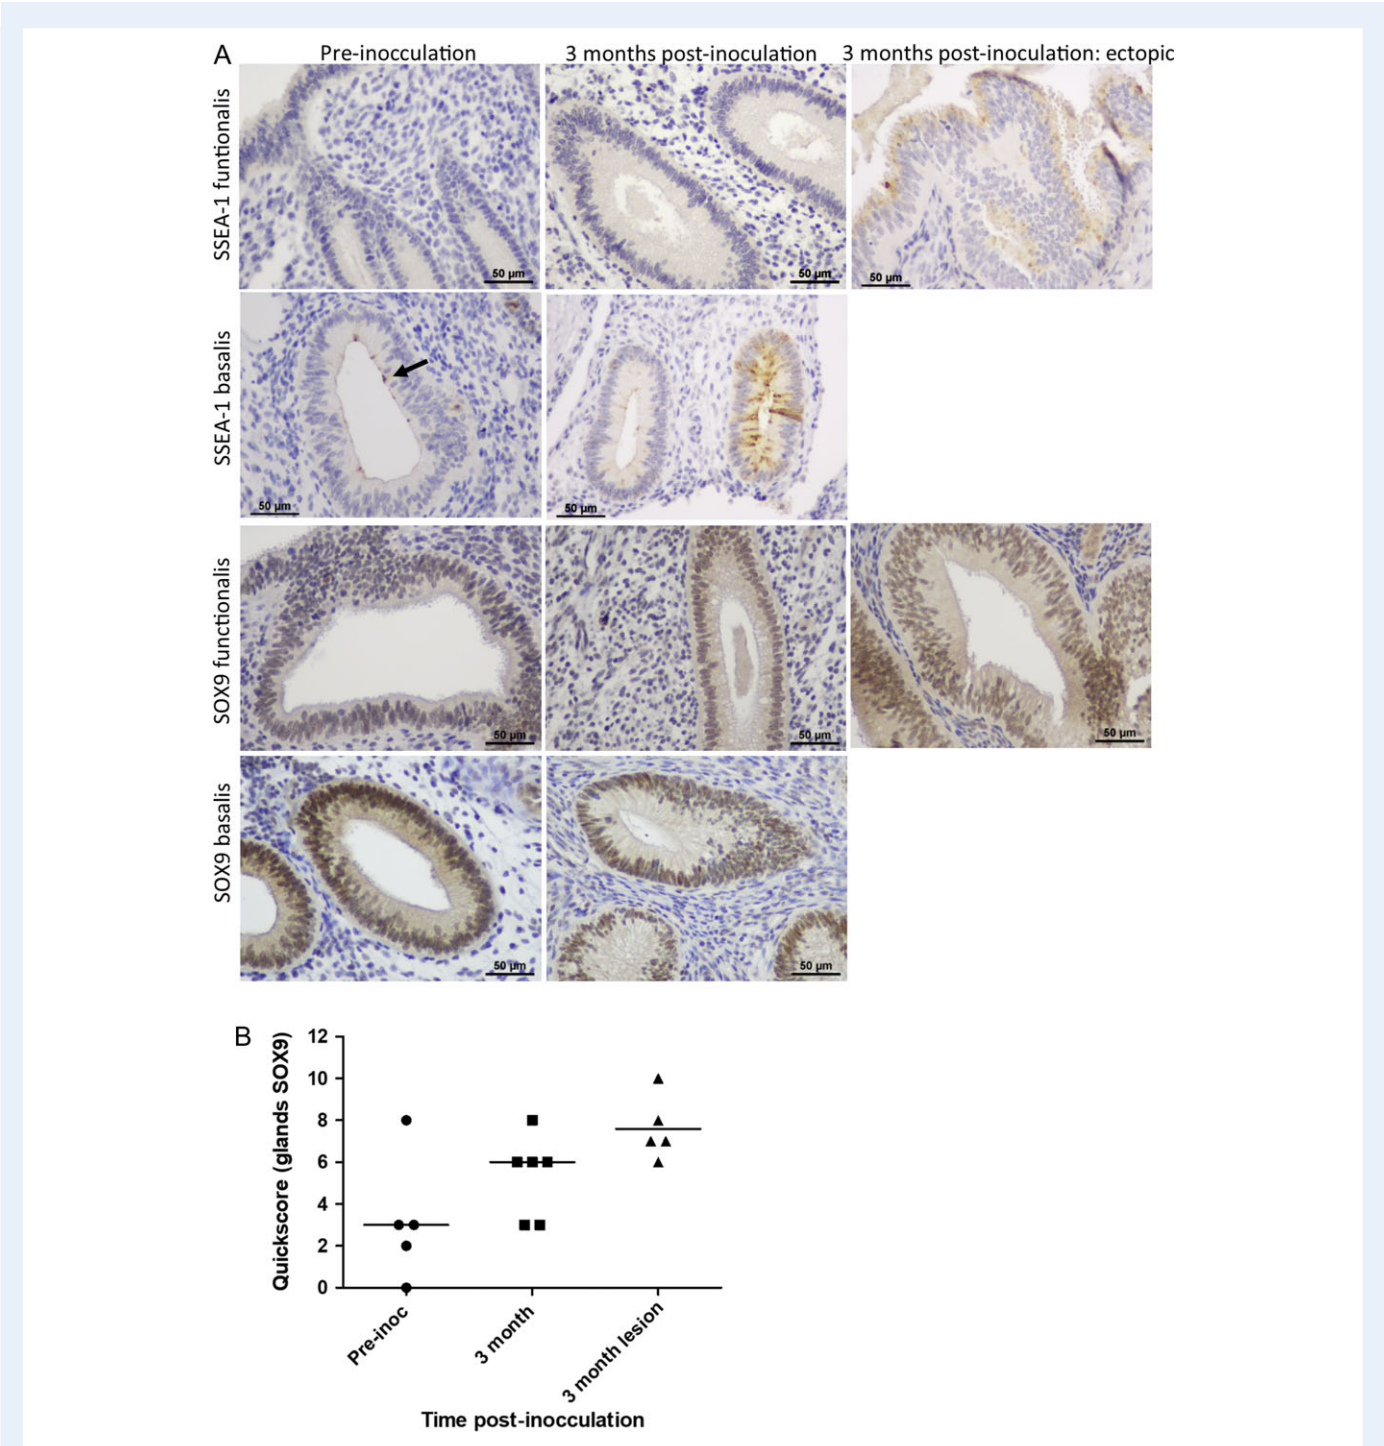 A
Pre-inocculation
3 months post-inoculation
3 months post-inoculation: ectopic
SSEA-1 funtionalis
50 µm
50 µm
50 µm
SSEA-1 basalis
50 µm
50 µm
SOX9 functionalis
50 µm
50 µm
50 µm
SOX9 basalis
50 µm
50 µm
B
Quickscore (glands SOX9)
12
10
8
6
4
2
0
Pre-inoc
3 month
3 month lesion
Time post-inocculation